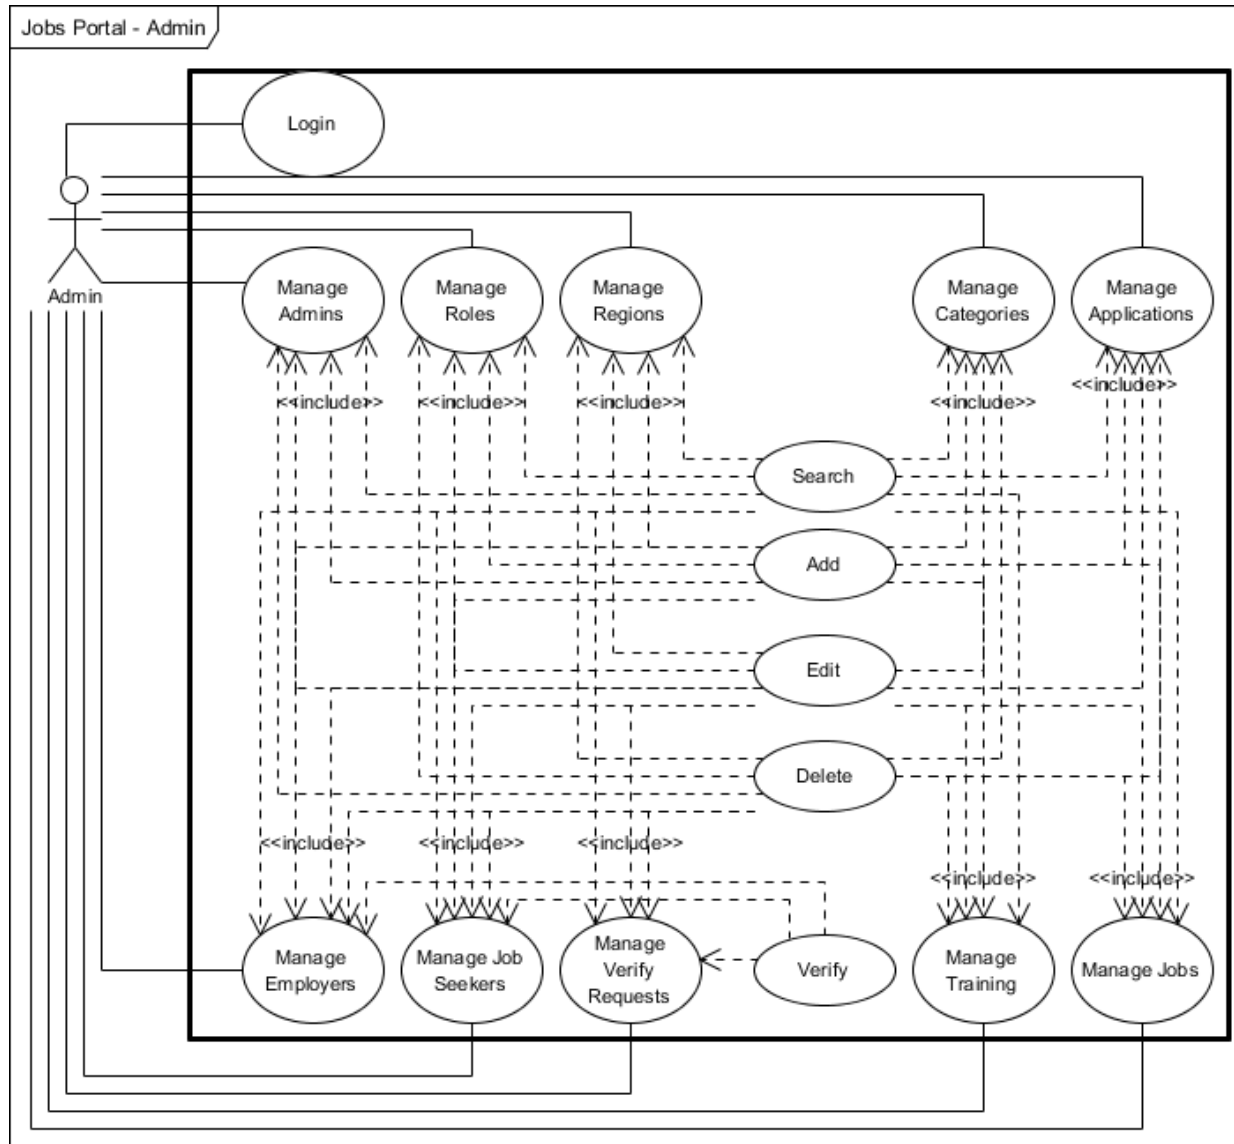 Jobs Portal - Admin
Login
Admin
Manage
Admins
Manage
Roles
Manage
Regions
Manage
Categories
Manage
Applications
<<include>>
<<include>>
<<include>>
<<include>>
<<include>>
Search
Add
Edit
Delete
<<include>>
<<include>>
<<include>>
<<include>>
<<include>>
Manage
Employers
Manage Job
Seekers
Manage
Verify
Requests
Verify
Manage
Training
Manage Jobs